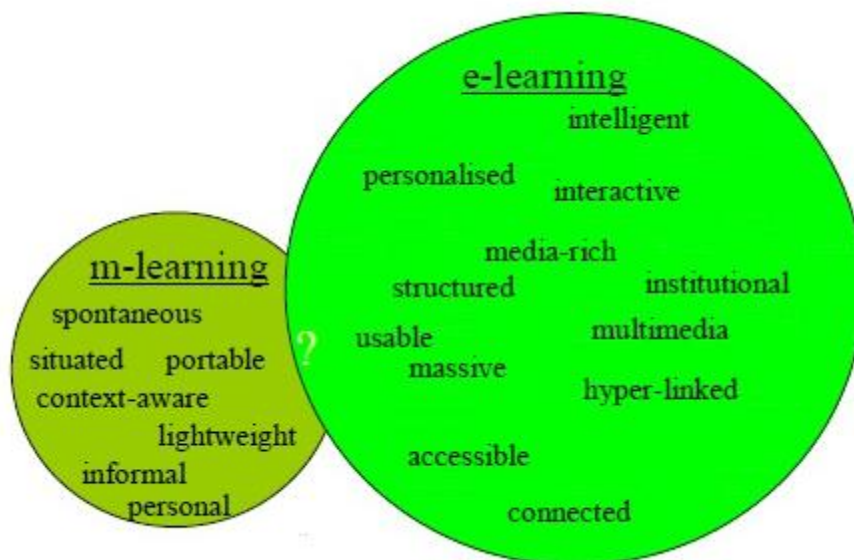 e-learning
intelligent
personalised
interactive
media-rich
structured
institutional
usable
multimedia
massive
hyper-linked
accessible
connected
m-learning
spontaneous
situated portable
context-aware
lightweight
informal
personal
?